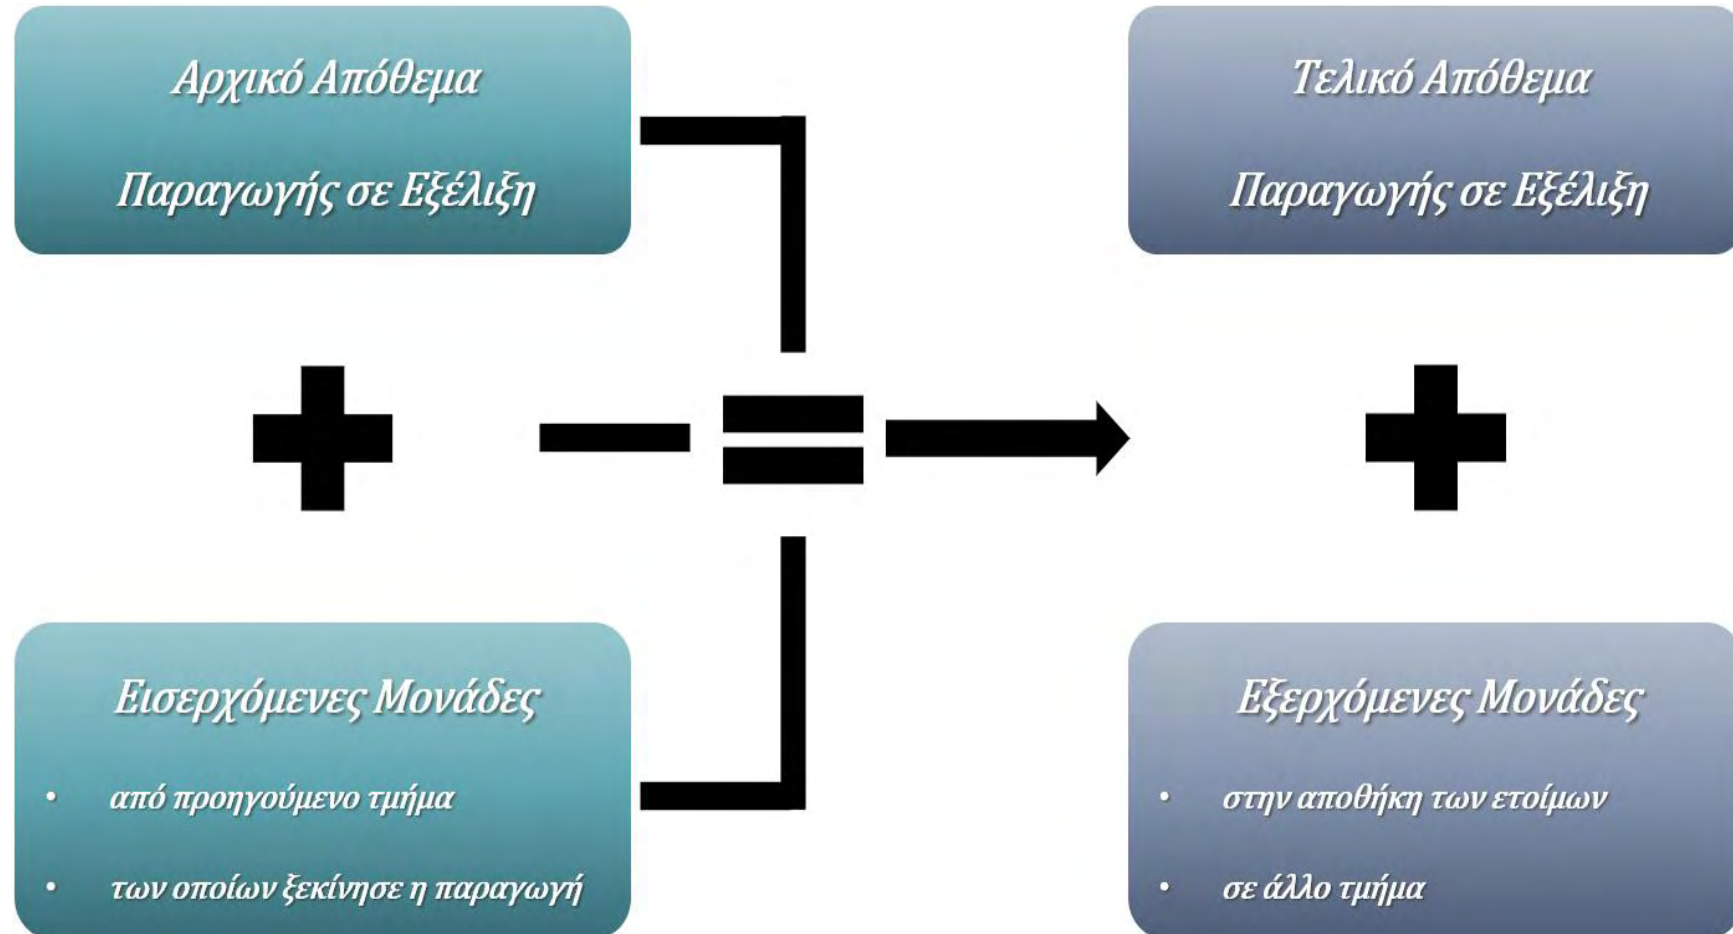 Αρχικό Απόθεμα
Παραγωγής σε Εξέλιξη
Τελικό Απόθεμα
Παραγωγής σε Εξέλιξη
Εισερχόμενες Μονάδες
• από προηγούμενο τμήμα
• των οποίων ξεκίνησε η παραγωγή
Εξερχόμενες Μονάδες
• στην αποθήκη των ετοίμων
• σε άλλο τμήμα